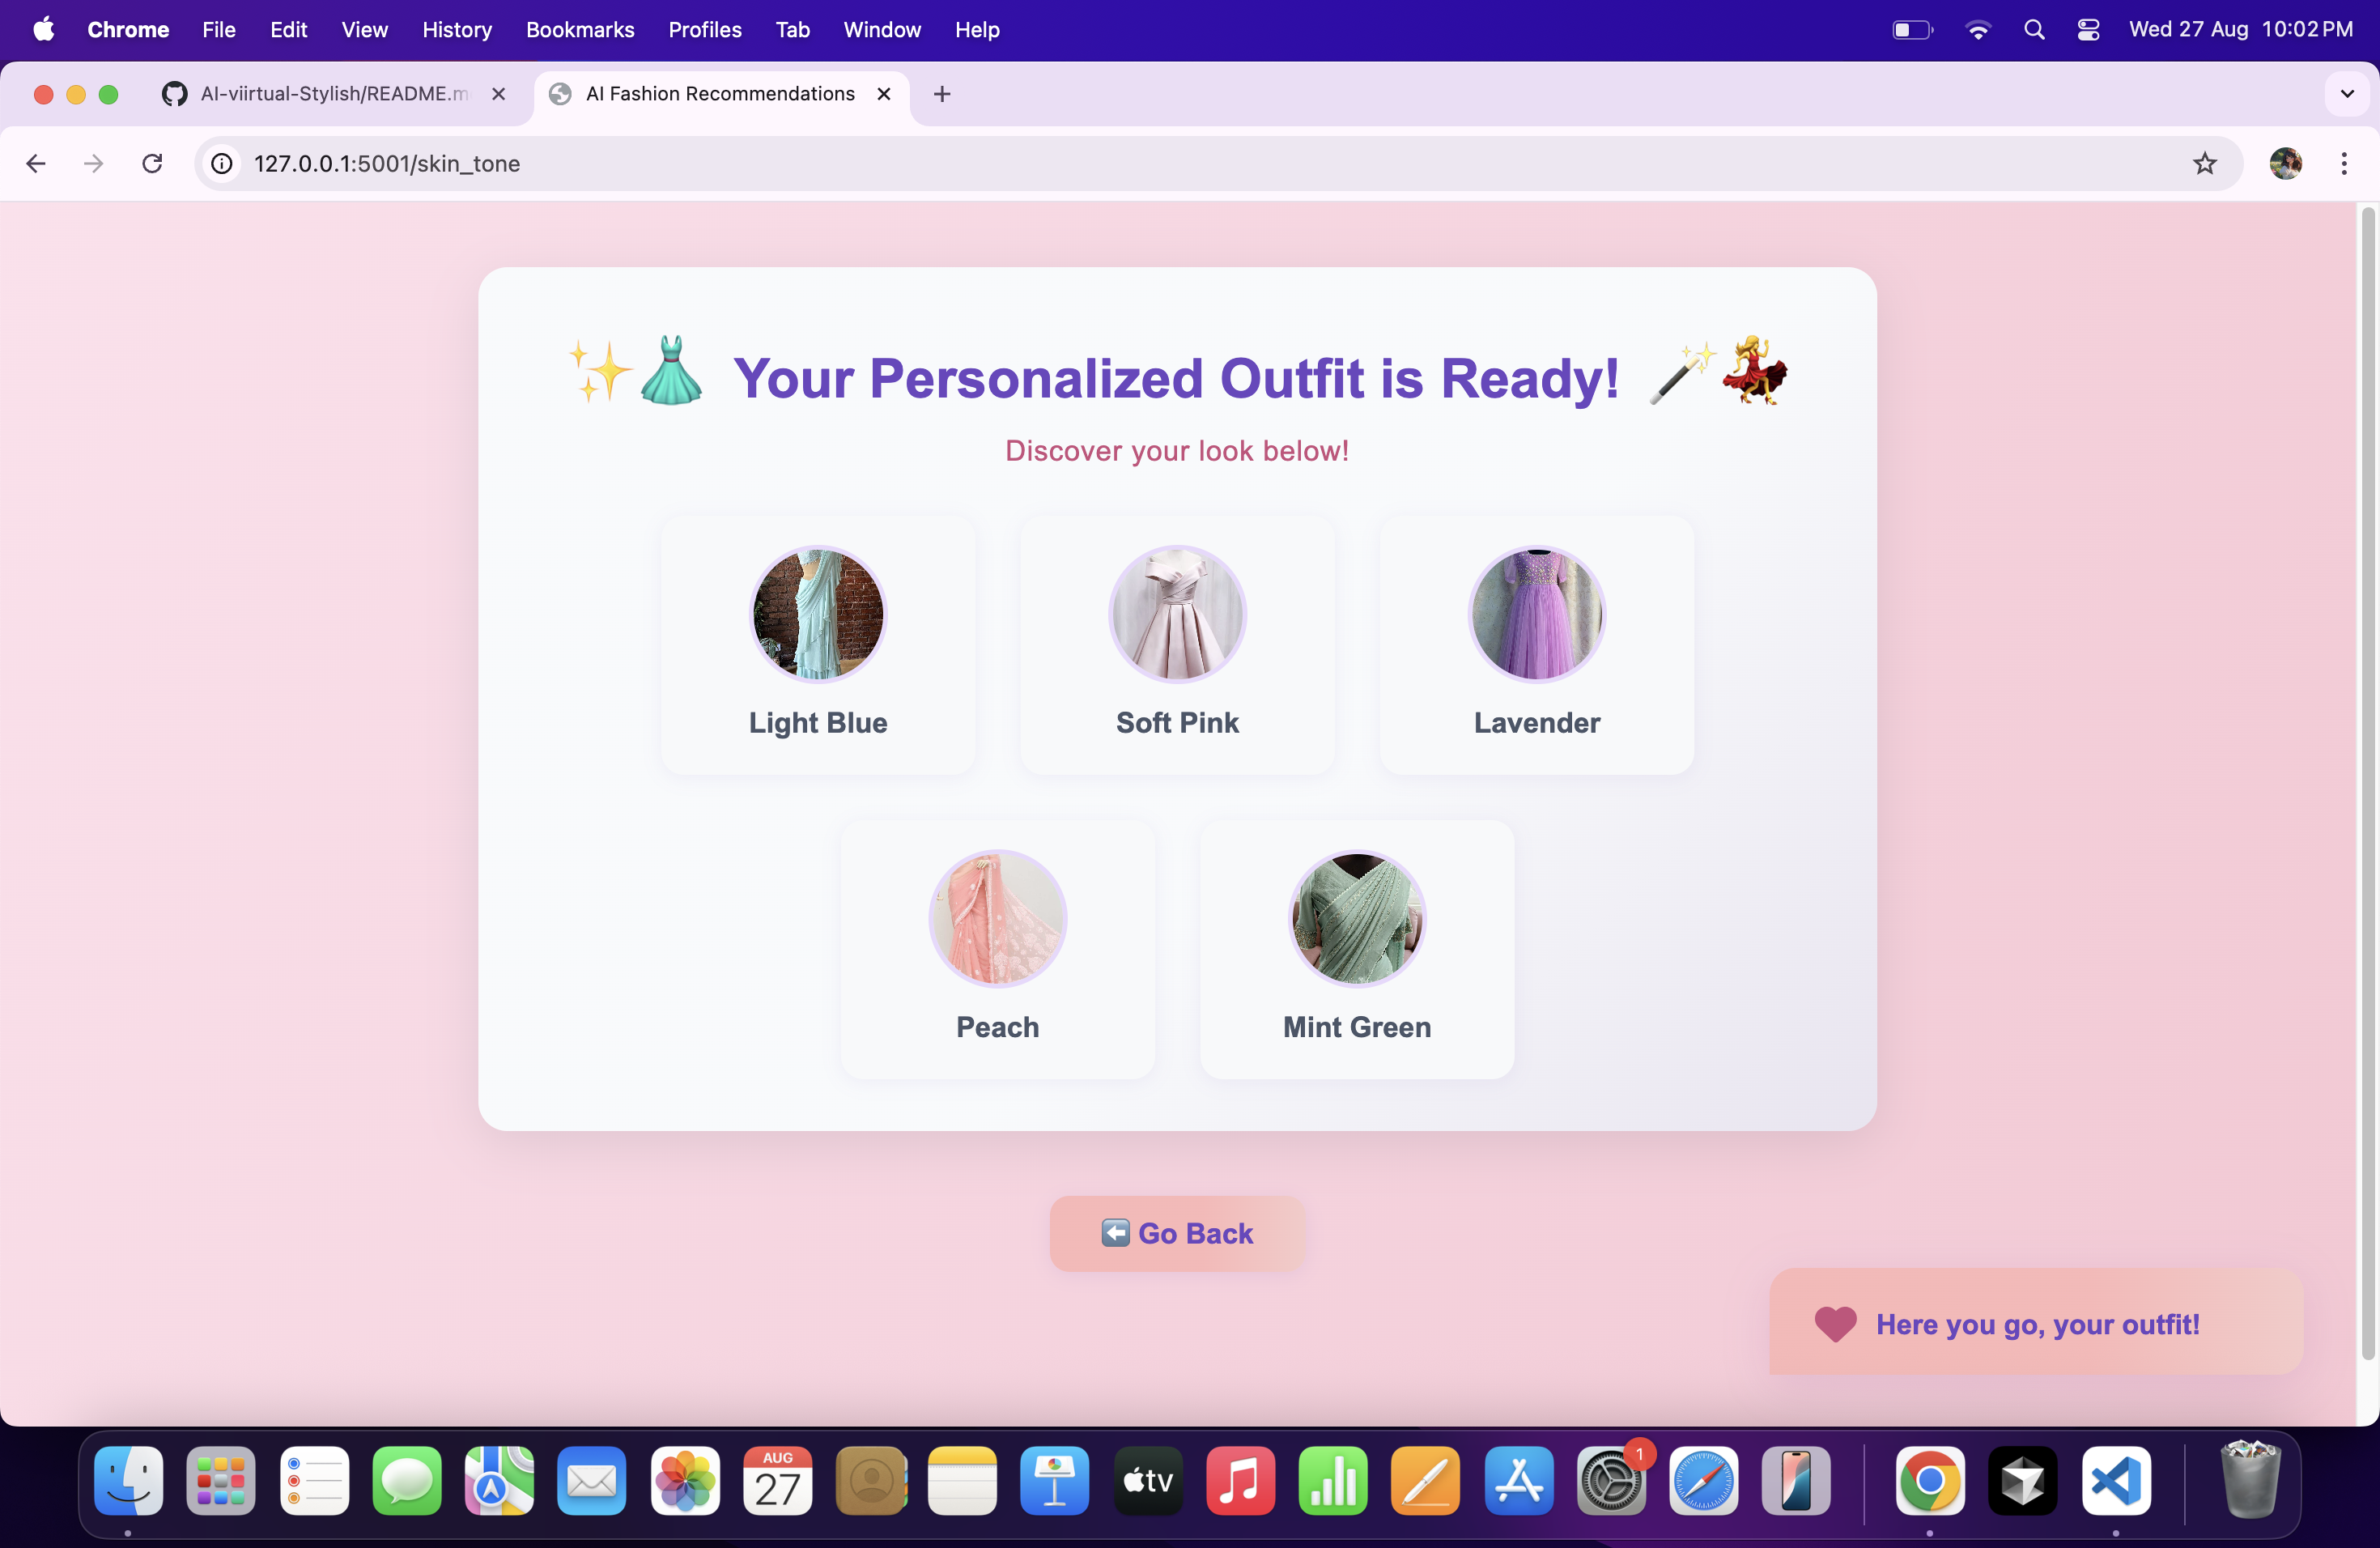 Chrome File Edit View History Bookmarks Profiles Tab Window Help Wed 27 Aug 10:02 PM
AI-viirtual-Stylish/README.m AI Fashion Recommendations
127.0.0.1:5001/skin_tone
Your Personalized Outfit is Ready!
Discover your look below!
Light Blue Soft Pink Lavender
Peach Mint Green
Go Back
Here you go, your outfit!
AUG
27
tv
1